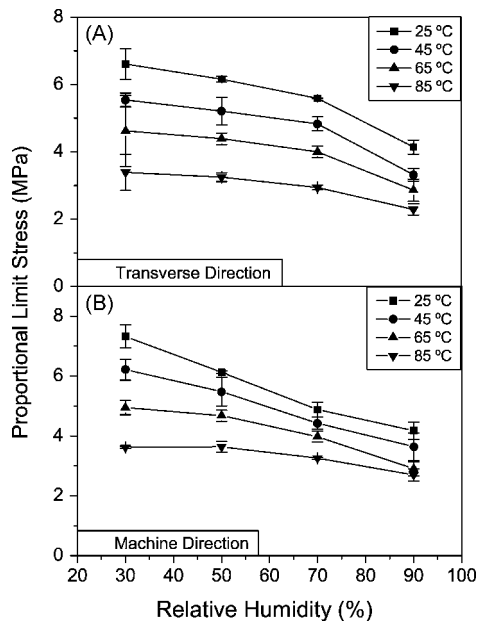 Proportional Limit Stress (MPa)
(A)
25 ºC
45 ºC
65 ºC
85 ºC
8
6
4
2
0
Transverse Direction
(B)
25 ºC
45 ºC
65 ºC
85 ºC
8
6
4
2
0
Machine Direction
20 30 40 50 60 70 80 90 100
Relative Humidity (%)